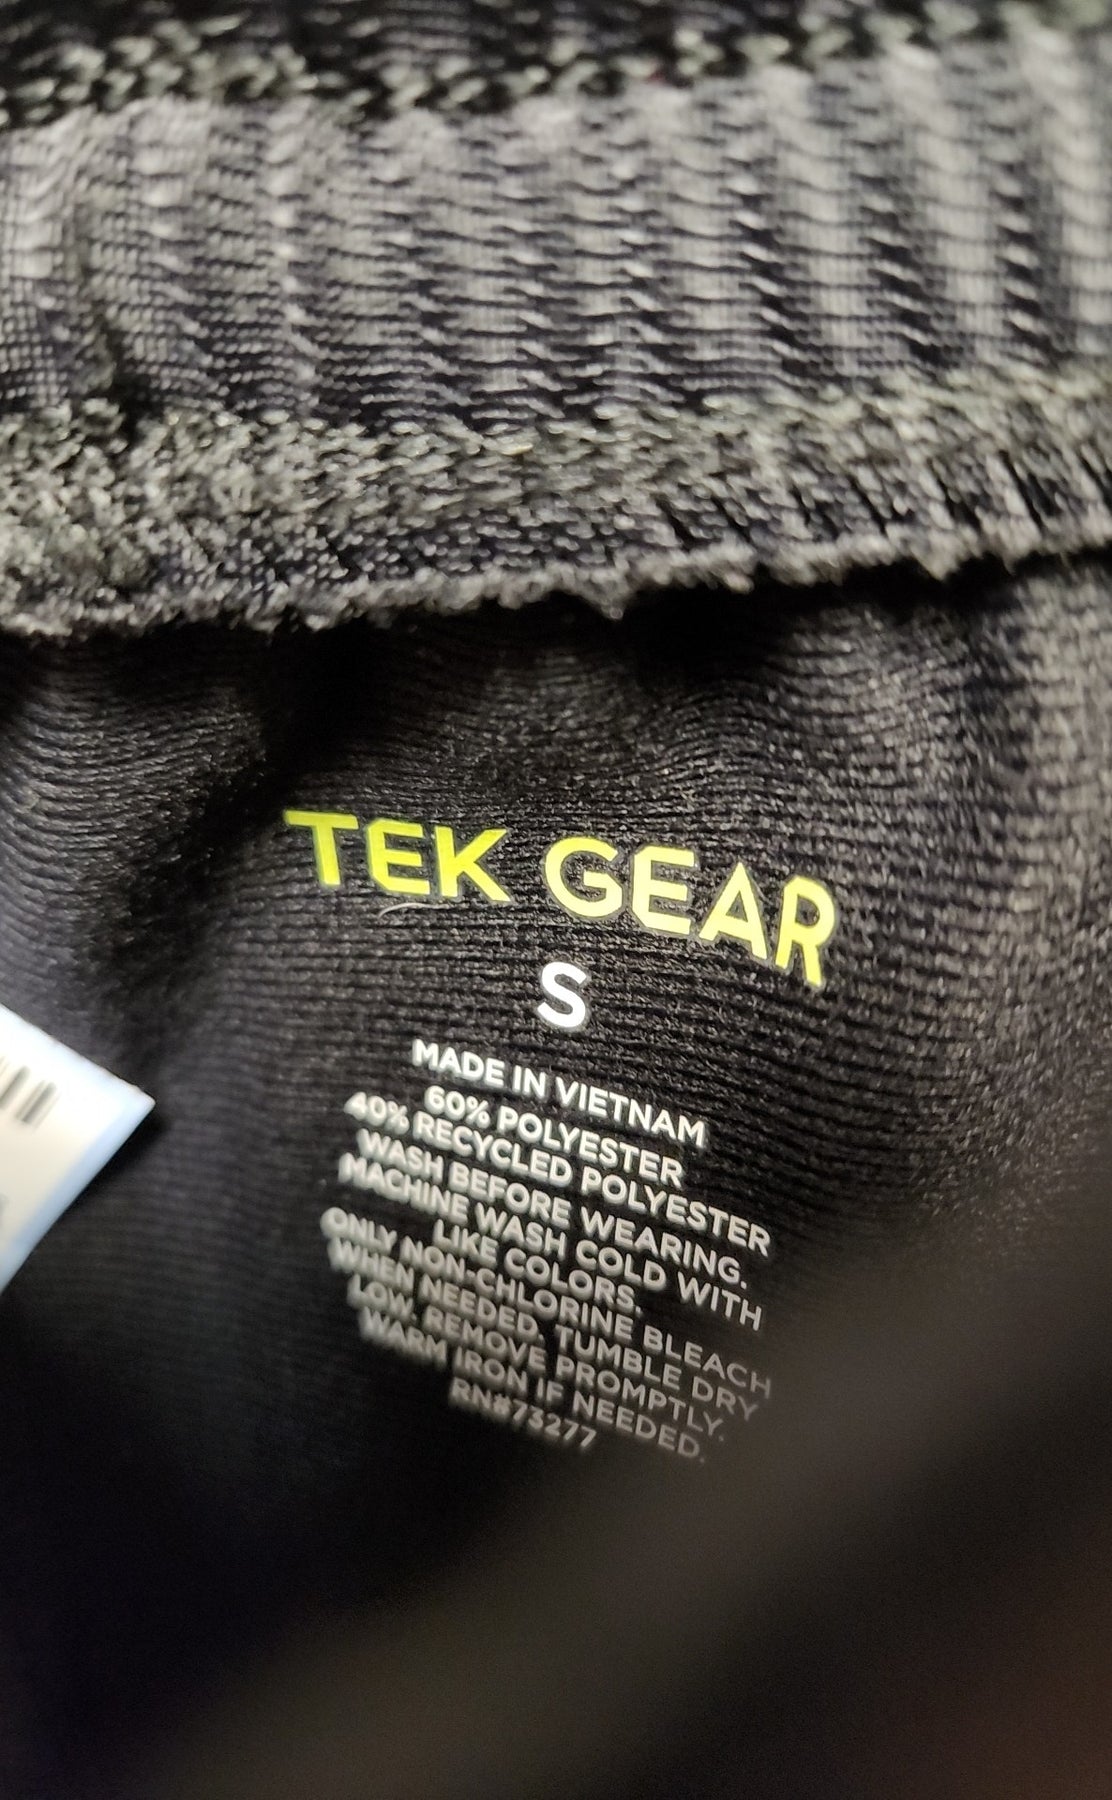 TEK GEAR
S
MADE IN VIETNAM
60% POLYESTER
40% RECYCLED POLYESTER
WASH BEFORE WEARING.
MACHINE WASH COLD WITH
LIKE COLORS.
ONLY NON-CHLORINE BLEACH
WHEN NEEDED. TUMBLE DRY
LOW. REMOVE PROMPTLY.
WARM IRON IF NEEDED.
RN#73277